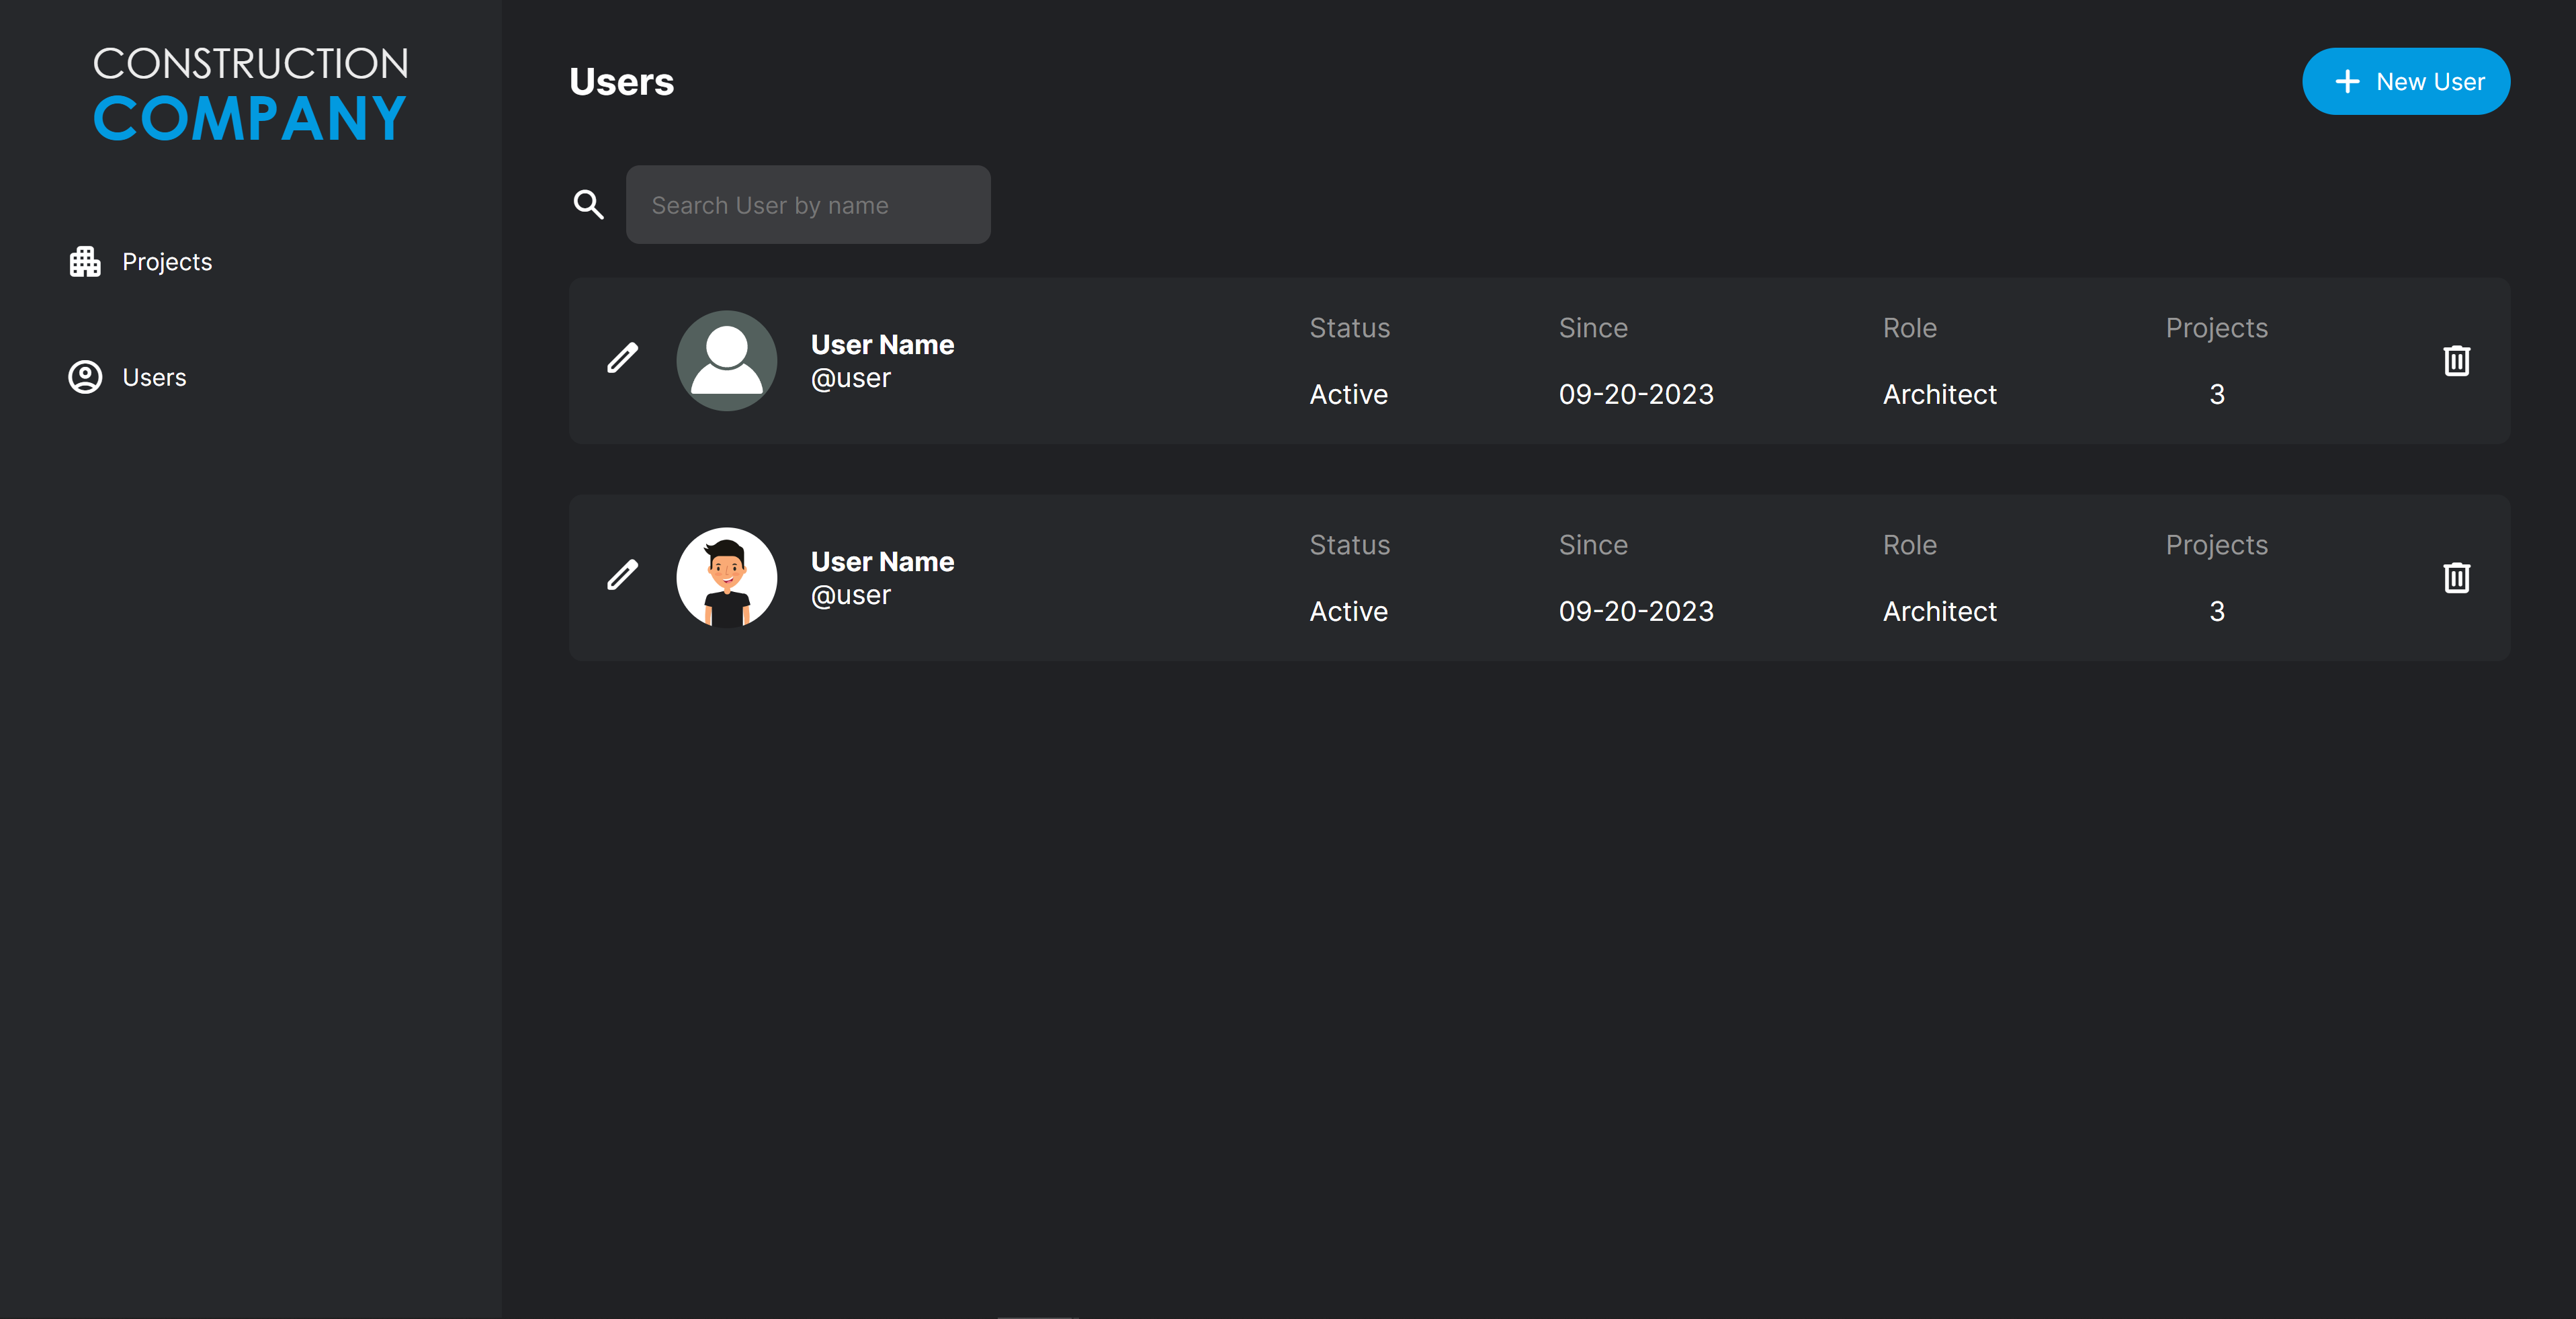 CONSTRUCTION
COMPANY
Projects
Users
Users
New User
Search User by name
User Name
@user
Status
Since
Role
Projects
Active
09-20-2023
Architect
3
User Name
@user
Status
Since
Role
Projects
Active
09-20-2023
Architect
3